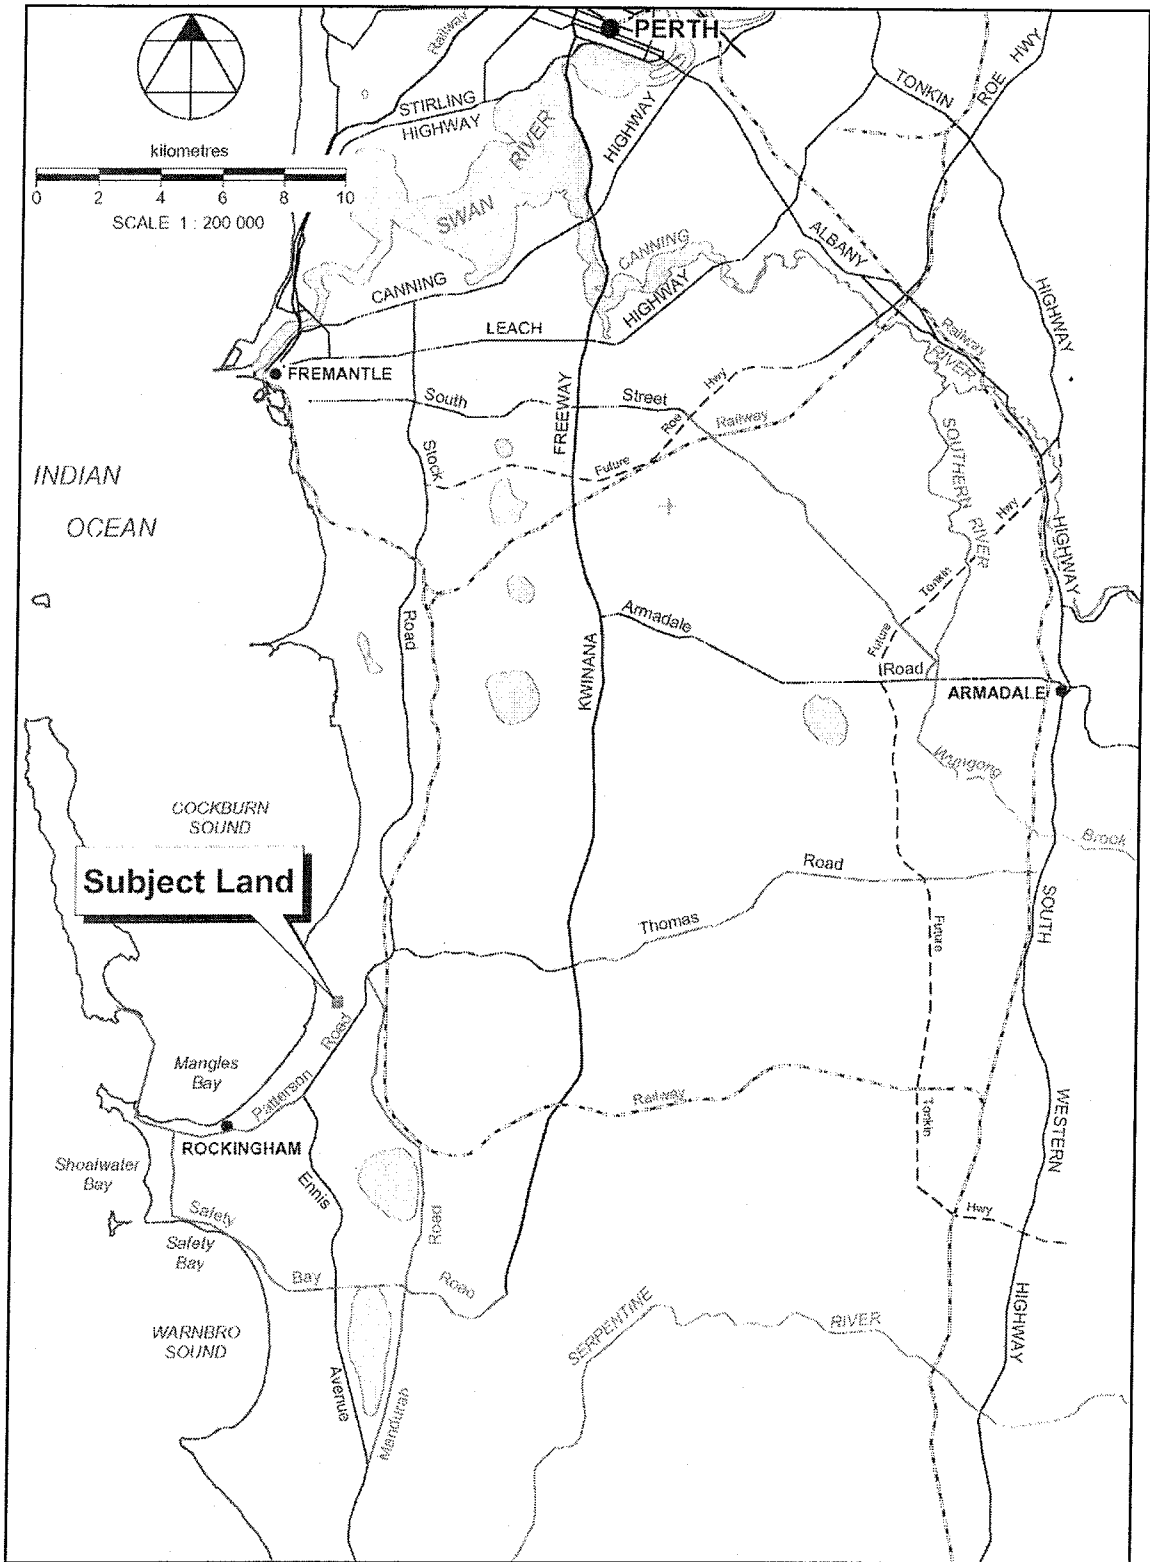 PERTH
Railway
STIRLING
HIGHWAY
SWAN
RIVER
HIGHWAY
TONKIN
ROE HWY
kilometres
0 2 4 6 8 10
SCALE 1 : 200 000
CANNING
CANNING
HIGHWAY
ALBANY
HIGHWAY
LEACH
Railway
RIVER
FREMANTLE
South
Street
Hwy
Roe
Future
Railway
FREEWAY
Stock
SOUTHERN RIVER
Hwy
HIGHWAY
INDIAN
OCEAN
Tonkin
Future
Road
Armadale
Road
KWINANA
ARMADALE
Wungong
Brook
COCKBURN
SOUND
Subject Land
Road
Thomas
SOUTH
Future
Road
Patterson
Mangles
Bay
Railway
Tonkin
WESTERN
ROCKINGHAM
Shoalwater
Bay
Ennis
Safety
Safety
Bay
Road
Hwy
Bay
Road
SERPENTINE
RIVER
HIGHWAY
WARNBRO
SOUND
Avenue
Mandurah